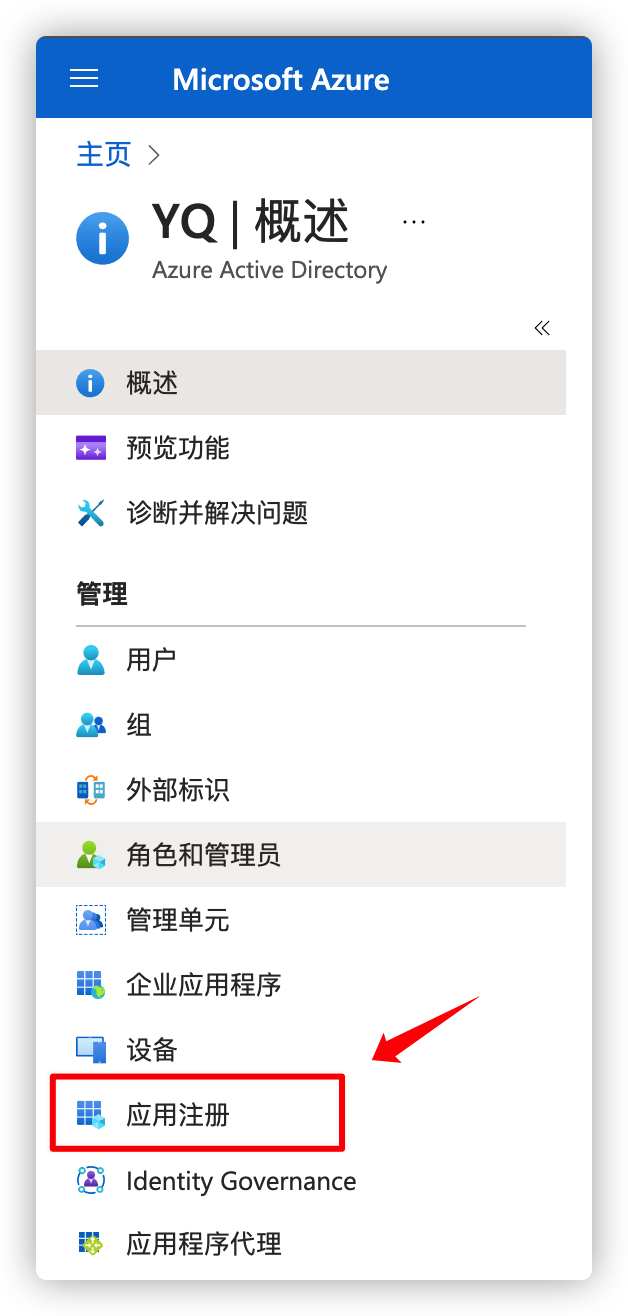 Microsoft Azure
主页
YQ | 概述 ...
Azure Active Directory
概述
预览功能
诊断并解决问题
管理
用户
组
外部标识
角色和管理员
管理单元
企业应用程序
设备
应用注册
Identity Governance
应用程序代理